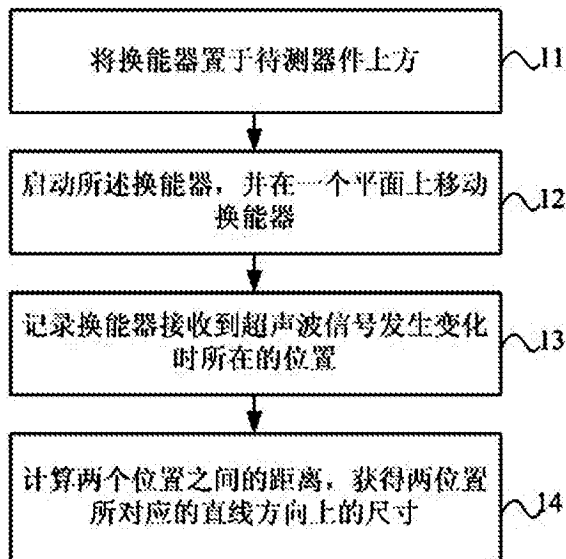 将换能器置于待测器件上方
11
启动所述换能器，并在一个平面上移动
换能器
12
记录换能器接收到超声波信号发生变化
时所在的位置
13
计算两个位置之间的距离，获得两位置
所对应的直线方向上的尺寸
14